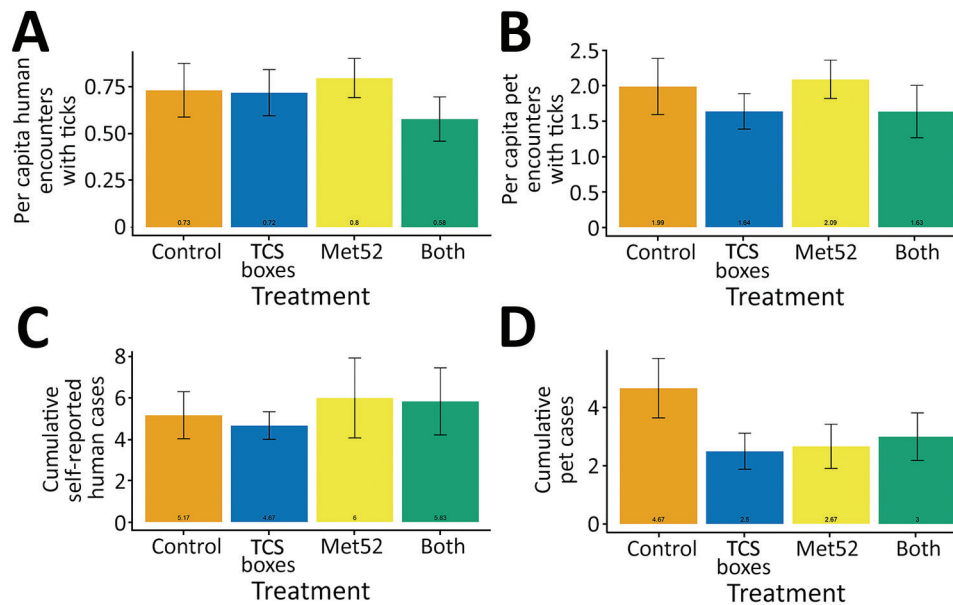 A
Per capita human
encounters
with ticks
0.75
0.50
0.25
0
0.73
0.72
0.8
0.58
Control
TCS
boxes
Met52
Both
Treatment
B
Per capita pet
encounters
with ticks
2.5
2.0
1.5
1.0
0.5
0
1.99
1.64
2.09
1.63
Control
TCS
boxes
Met52
Both
Treatment
C
Cumulative
self-reported
human cases
8
6
4
2
0
5.17
4.67
6
5.83
Control
TCS
boxes
Met52
Both
Treatment
D
Cumulative
pet cases
4
2
0
4.67
2.5
2.67
3
Control
TCS
boxes
Met52
Both
Treatment